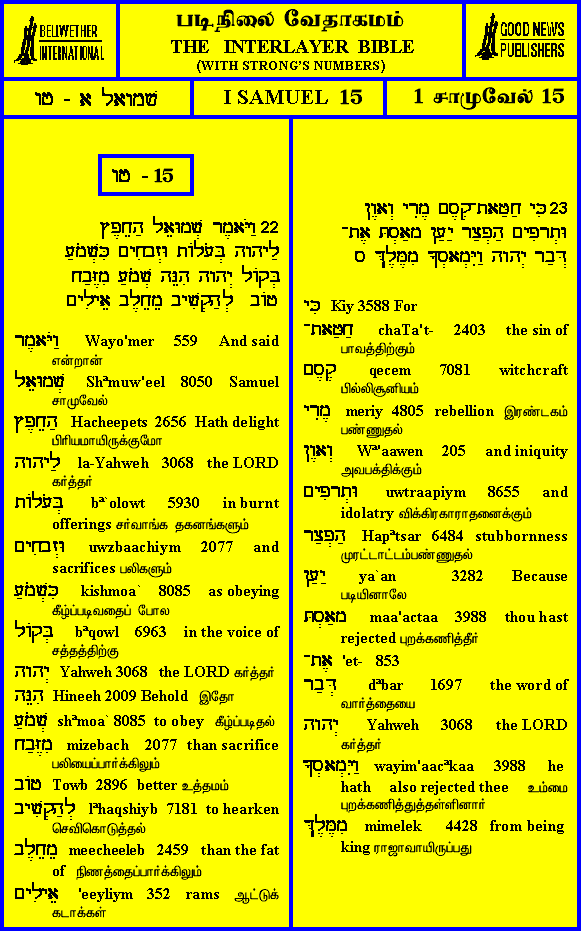 BELLWETHER
INTERNATIONAL
படிநிலை வேதாகமம்
THE INTERLAYER BIBLE
(WITH STRONG'S NUMBERS)
GOOD NEWS
PUBLISHERS
שמואל א - טו
I SAMUEL 15
1 சாமுவேல் 15
טו - 15
22 וַיֹּאמֶר שְׁמוּאֵל הַחֵפֶץ
לַיהוָה בְּעֹלוֹת וּזְבָחִים כִּשְׁמֹעַ
בְּקוֹל יְהוָה הִנֵּה שְׁמֹעַ מִזֶּבַח
טוֹב לְהַקְשִׁיב מֵחֵלֶב אֵילִים
וַיֹּאמֶר Wayo'mer 559 And said
என்றான்
שְׁמוּאֵל Shªmuw'eel 8050 Samuel
சாமுவேல்
הַחֵפֶץ Hacheepets 2656 Hath delight
பிரியமாயிருக்குமோ
לַיהוָה la-Yahweh 3068 the LORD
கர்த்தர்
בְּעֹלוֹת bª`olowt 5930 in burnt
offerings சர்வாங்க தகனங்களும்
וּזְבָחִים uwzbaachiym 2077 and
sacrifices பலிகளும்
כִּשְׁמֹעַ kishmoa` 8085 as obeying
கீழ்ப்படிவதைப் போல
בְּקוֹל bªqowl 6963 in the voice of
சத்தத்திற்கு
יְהוָה Yahweh 3068 the LORD கர்த்தர்
הִנֵּה Hineeh 2009 Behold இதோ
שְׁמֹעַ shªmoa` 8085 to obey கீழ்ப்படிதல்
מִזֶּבַח mizebach 2077 than sacrifice
பலியைப்பார்க்கிலும்
טוֹב Towb 2896 better உத்தமம்
לְהַקְשִׁיב lªhaqshiyb 7181 to hearken
செவிகொடுத்தல்
מֵחֵלֶב meecheeleb 2459 than the fat
of நிணத்தைப்பார்க்கிலும்
אֵילִים 'eeyliym 352 rams ஆட்டுக்
கடாக்கள்
23 כִּי חַטַּאת־קֶסֶם מֶרִי וְאָוֶן
וּתְרָפִים הַפְצַר יַעַן מָאַסְתָּ אֶת־
דְּבַר יְהוָה וַיִּמְאָסְךָ מִמֶּלֶךְ ס
כִּי Kiy 3588 For
חַטַּאת־ chaTa't- 2403 the sin of
பாவத்திற்கும்
קֶסֶם qecem 7081 witchcraft
பில்லிசூனியம்
מֶרִי meriy 4805 rebellion இரண்டகம்
பண்ணுதல்
וְאָוֶן Wª'aawen 205 and iniquity
அவபக்திக்கும்
וּתְרָפִים uwtraapiym 8655 and
idolatry விக்கிரகாராதனைக்கும்
הַפְצַר Hapªtsar 6484 stubbornness
முரட்டாட்டம்பண்ணுதல்
יַעַן ya`an 3282 Because
படியினாலே
מָאַסְתָּ maa'actaa 3988 thou hast
rejected புறக்கணித்தீர்
אֶת־ 'et- 853
דְּבַר dªbar 1697 the word of
வார்த்தையை
יְהוָה Yahweh 3068 the LORD
கர்த்தர்
וַיִּמְאָסְךָ wayim'aacªkaa 3988 he
hath also rejected thee உம்மை
புறக்கணித்துத்தள்ளினார்
מִמֶּלֶךְ mimelek 4428 from being
king ராஜாவாயிருப்பது